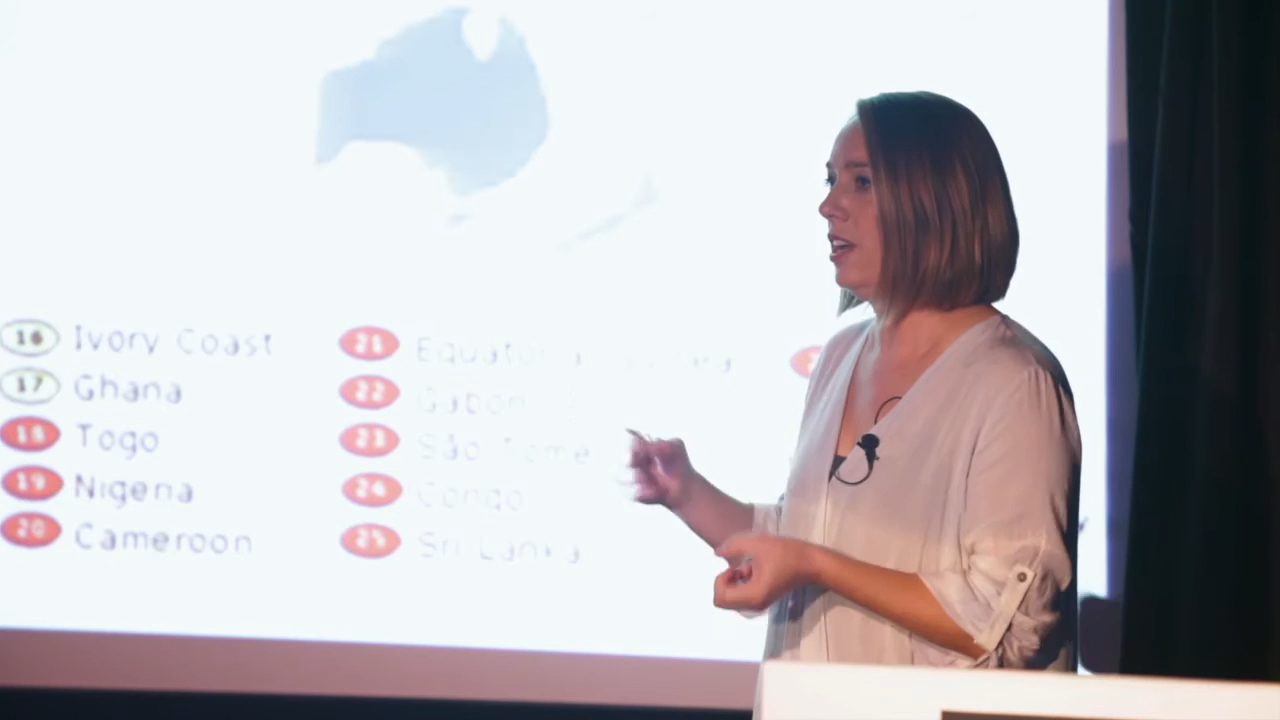 16 Ivory Coast
17 Ghana
18 Togo
19 Nigeria
20 Cameroon
21
22 Gabon
23 São Tome
24 Congo
25 Sri Lanka